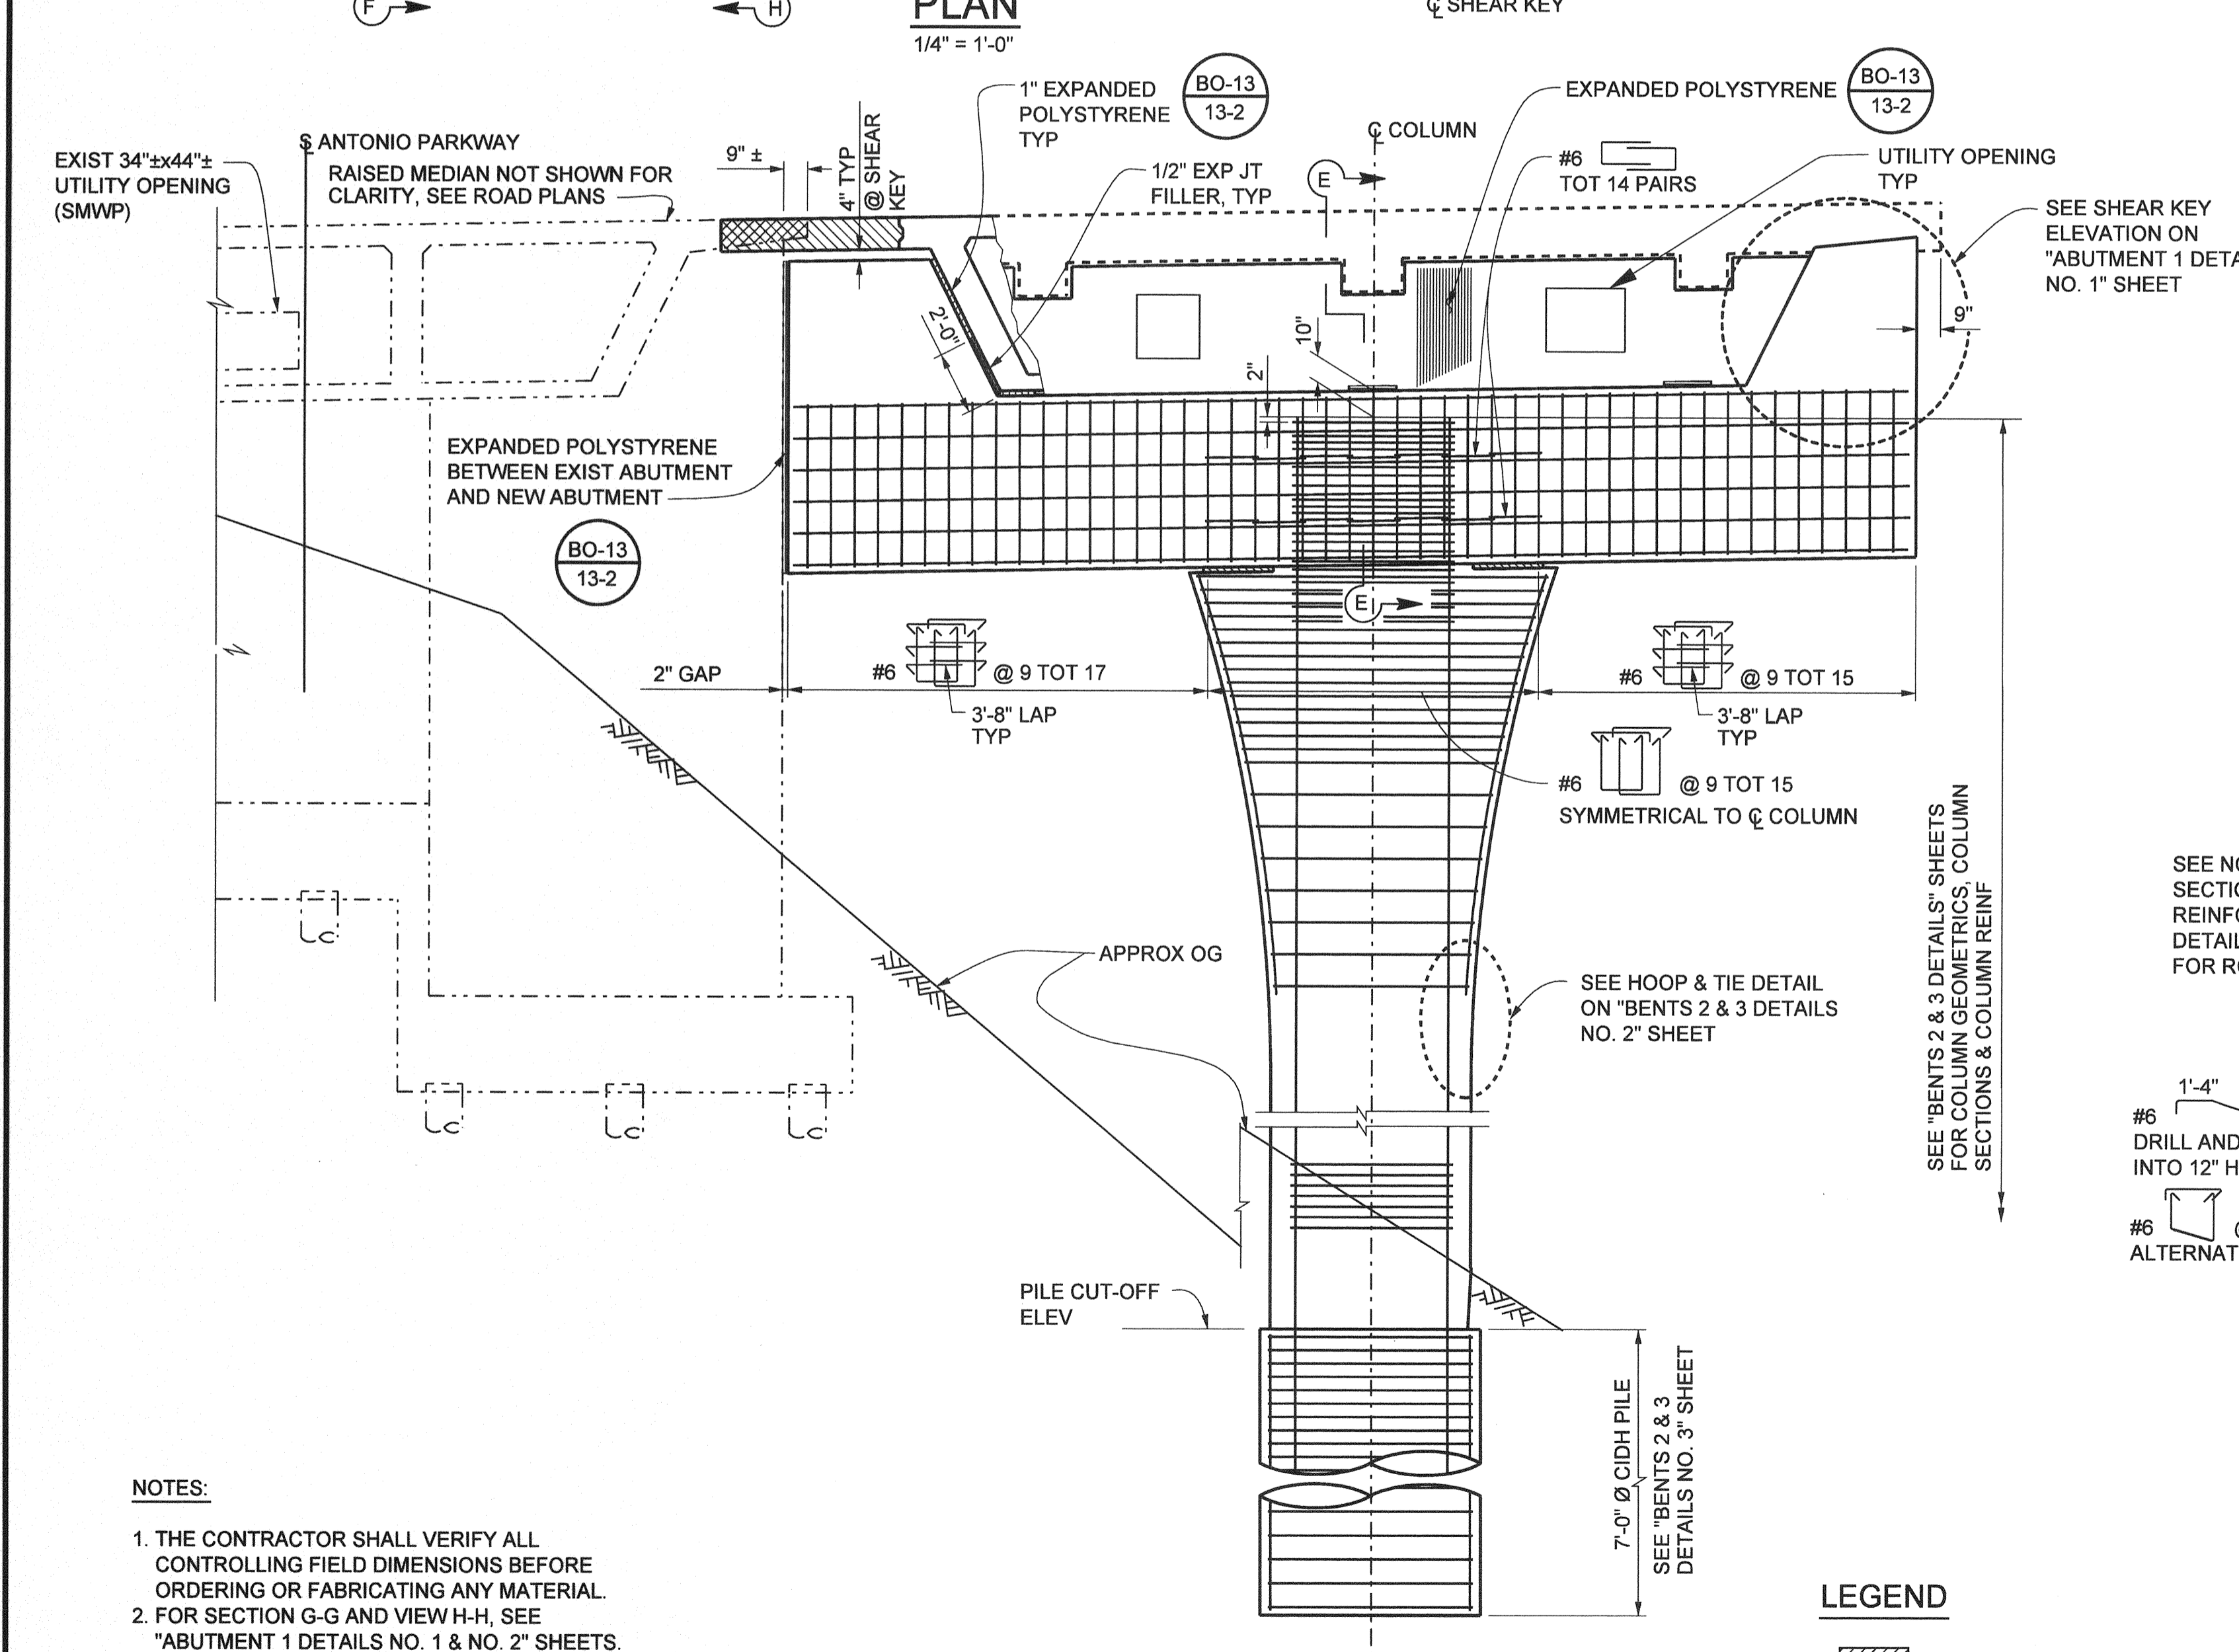 F
H
PLAN
1/4" = 1'-0"
℄ SHEAR KEY
EXIST 34"±x44"±
UTILITY OPENING
(SMWP)
ANTONIO PARKWAY
RAISED MEDIAN NOT SHOWN FOR
CLARITY, SEE ROAD PLANS
9" ±
4" TYP
@ SHEAR
KEY
1" EXPANDED
POLYSTYRENE
TYP
BO-13
13-2
1/2" EXP JT
FILLER, TYP
℄ COLUMN
E
EXPANDED POLYSTYRENE
BO-13
13-2
#6
TOT 14 PAIRS
UTILITY OPENING
TYP
SEE SHEAR KEY
ELEVATION ON
"ABUTMENT 1 DETA
NO. 1" SHEET
9"
2'-0"
10"
2"
EXPANDED POLYSTYRENE
BETWEEN EXIST ABUTMENT
AND NEW ABUTMENT
BO-13
13-2
E
2" GAP
#6 @ 9 TOT 17
3'-8" LAP
TYP
#6 @ 9 TOT 15
3'-8" LAP
TYP
#6 @ 9 TOT 15
SYMMETRICAL TO ℄ COLUMN
SEE "BENTS 2 & 3 DETAILS" SHEETS
FOR COLUMN GEOMETRICS, COLUMN
SECTIONS & COLUMN REINF
SEE NO
SECTIO
REINFO
DETAIL
FOR RO
APPROX OG
SEE HOOP & TIE DETAIL
ON "BENTS 2 & 3 DETAILS
NO. 2" SHEET
1'-4"
#6
DRILL AND
INTO 12" H
#6
ALTERNAT
PILE CUT-OFF
ELEV
7'-0" Ø CIDH PILE
SEE "BENTS 2 & 3
DETAILS NO. 3" SHEET
NOTES:
1. THE CONTRACTOR SHALL VERIFY ALL
CONTROLLING FIELD DIMENSIONS BEFORE
ORDERING OR FABRICATING ANY MATERIAL.
2. FOR SECTION G-G AND VIEW H-H, SEE
"ABUTMENT 1 DETAILS NO. 1 & NO. 2" SHEETS.
LEGEND